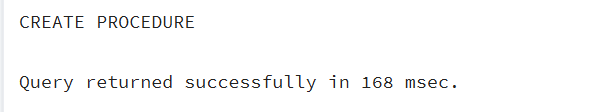 CREATE PROCEDURE
Query returned successfully in 168 msec.